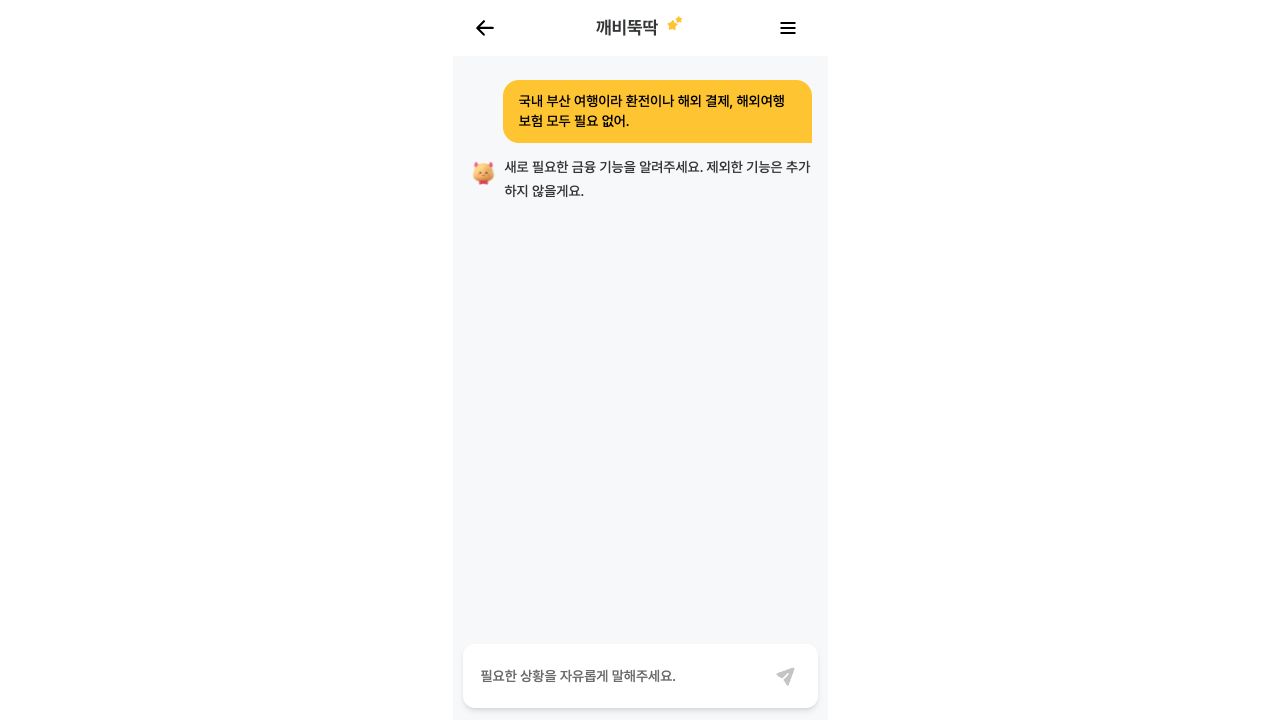 깨비뚝딱
국내 부산 여행이라 환전이나 해외 결제, 해외여행
보험 모두 필요 없어.
새로 필요한 금융 기능을 알려주세요. 제외한 기능은 추가
하지 않을게요.
필요한 상황을 자유롭게 말해주세요.